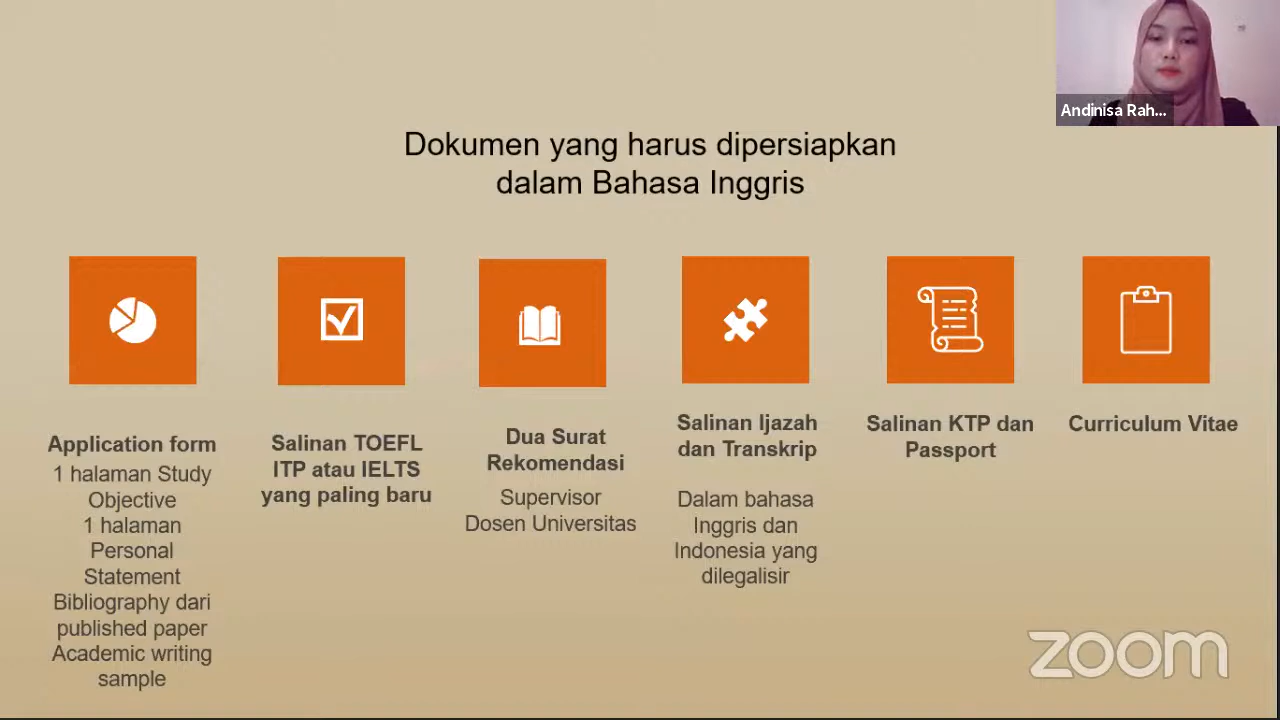 Andinisa Rah...
Dokumen yang harus dipersiapkan
dalam Bahasa Inggris
Application form
1 halaman Study
Objective
1 halaman
Personal
Statement
Bibliography dari
published paper
Academic writing
sample
Salinan TOEFL
ITP atau IELTS
yang paling baru
Dua Surat
Rekomendasi
Supervisor
Dosen Universitas
Salinan Ijazah
dan Transkrip
Dalam bahasa
Inggris dan
Indonesia yang
dilegalisir
Salinan KTP dan
Passport
Curriculum Vitae
zoom